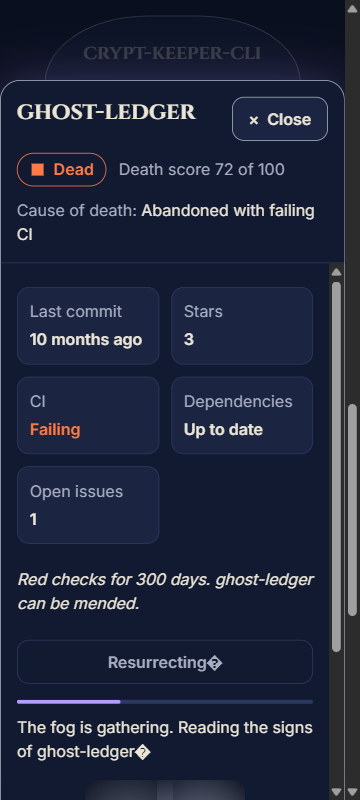 CRYPT-KEEPER-CLI
GHOST-LEDGER
× Close
Dead
Death score 72 of 100
Cause of death: Abandoned with failing
CI
Last commit
10 months ago
Stars
3
CI
Failing
Dependencies
Up to date
Open issues
1
Red checks for 300 days. ghost-ledger
can be mended.
Resurrecting�
The fog is gathering. Reading the signs
of ghost-ledger�